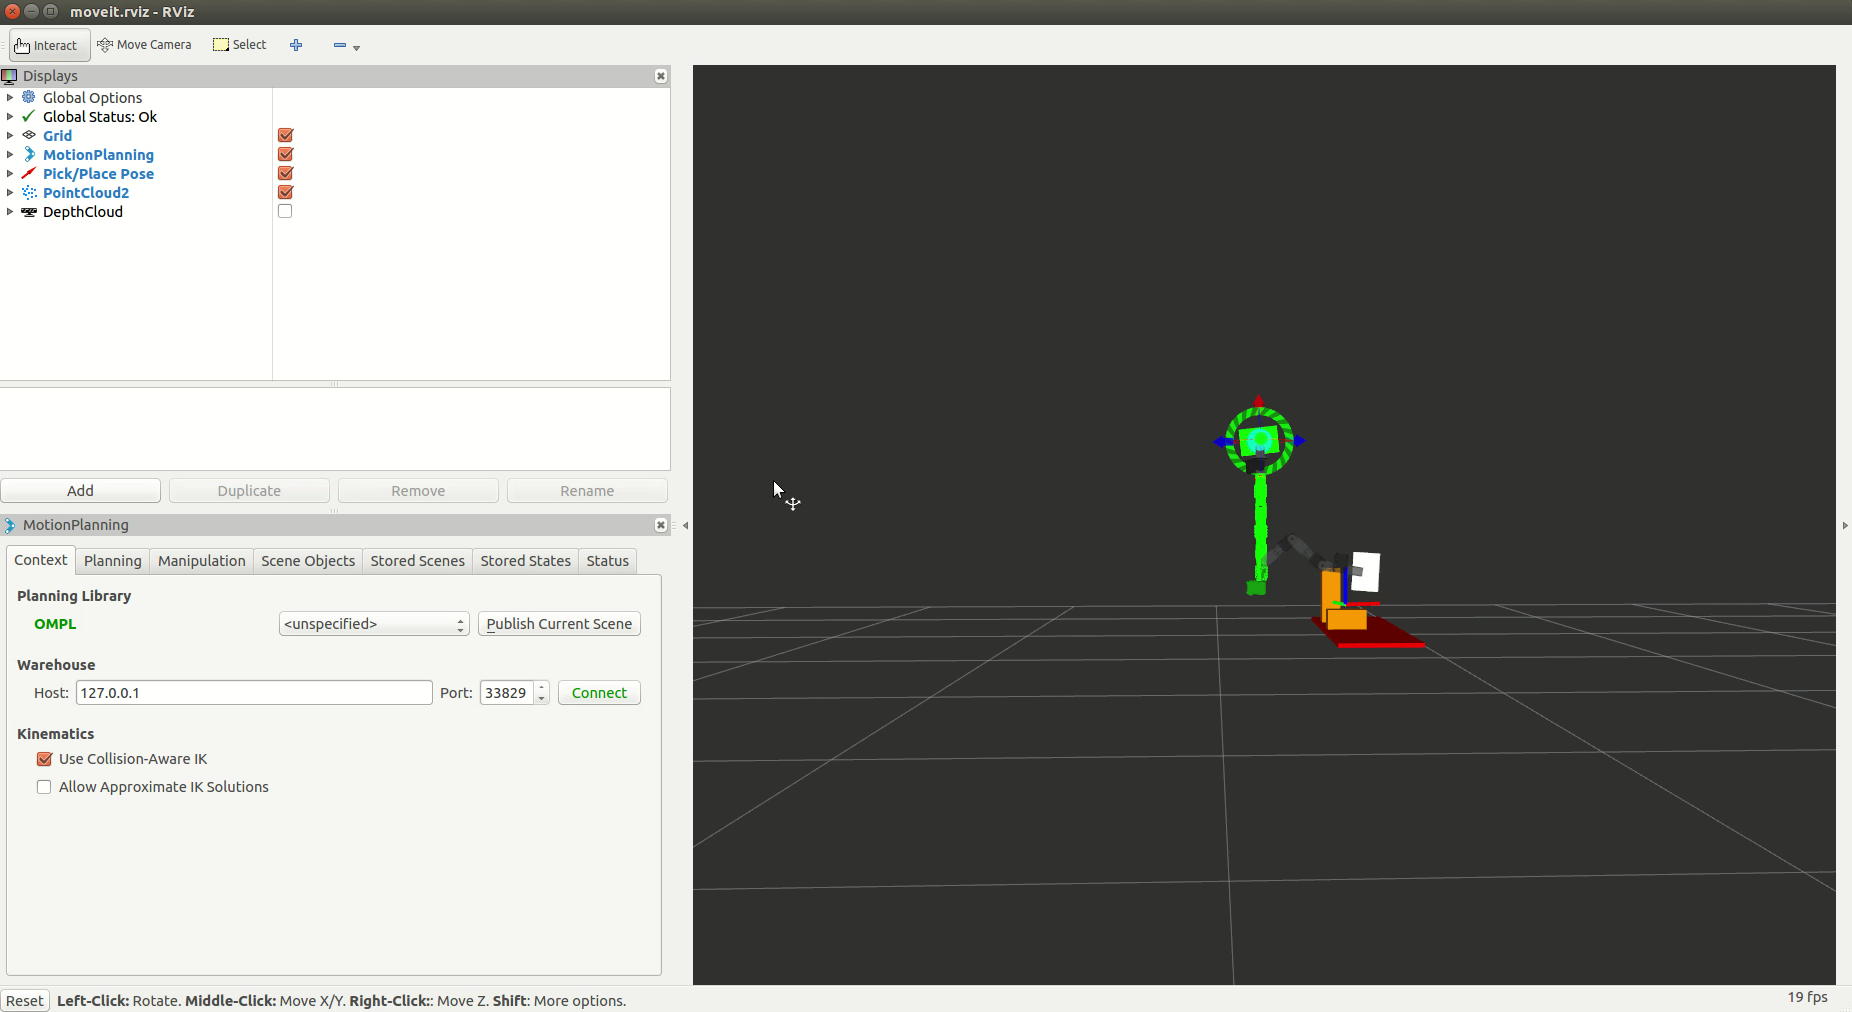 moveit.rviz - RViz
Interact Move Camera Select
Displays
Global Options
Global Status: Ok
Grid
MotionPlanning
Pick/Place Pose
PointCloud2
DepthCloud
Add Duplicate Remove Rename
MotionPlanning
Context Planning Manipulation Scene Objects Stored Scenes Stored States Status
Planning Library
OMPL <unspecified> Publish Current Scene
Warehouse
Host: 127.0.0.1 Port: 33829 Connect
Kinematics
Use Collision-Aware IK
Allow Approximate IK Solutions
Reset Left-Click: Rotate. Middle-Click: Move X/Y. Right-Click:: Move Z. Shift: More options. 19 fps